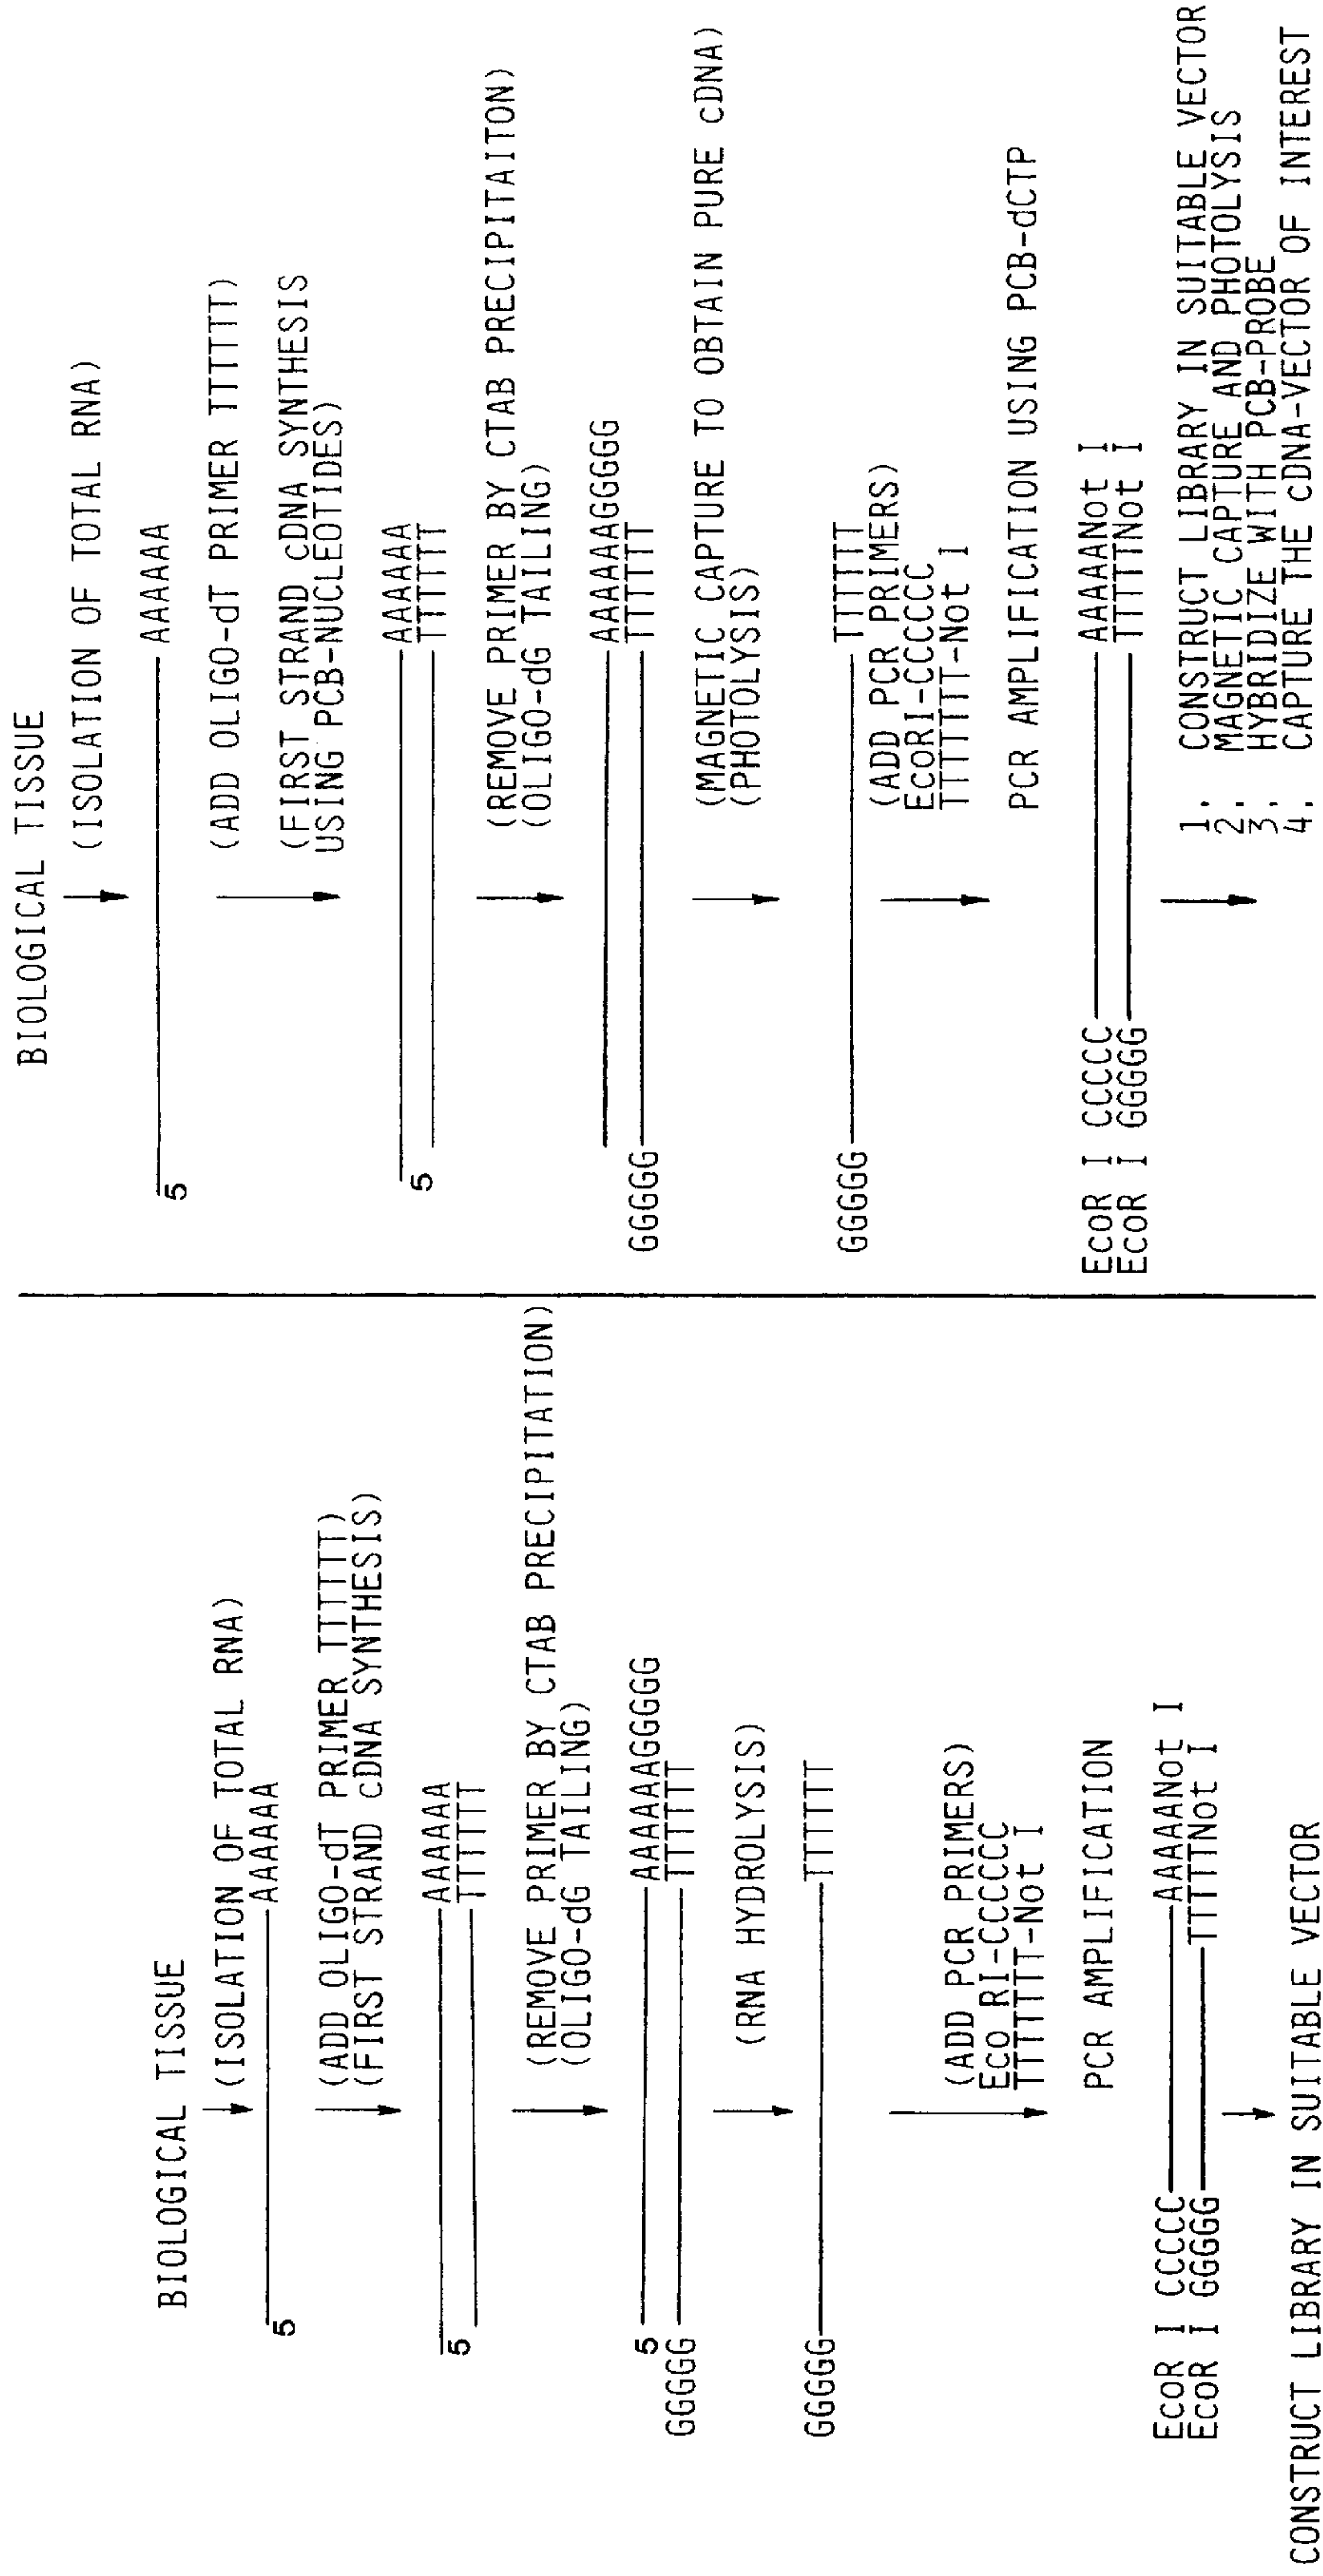 BIOLOGICAL TISSUE
(ISOLATION OF TOTAL RNA)
AAAAAA
5
(ADD OLIGO-dT PRIMER TTTTTT)
(FIRST STRAND cDNA SYNTHESIS)
AAAAAA
5 TTTTTT
(REMOVE PRIMER BY CTAB PRECIPITATION)
(OLIGO-dG TAILING)
5 AAAAAAGGGGG
GGGGG TTTTTT
(RNA HYDROLYSIS)
GGGGG TTTTTT
(ADD PCR PRIMERS)
Eco RI-CCCCCC
TTTTTTT-Not I
PCR AMPLIFICATION
EcoR I CCCCC AAAAANot I
EcoR I GGGGG TTTTTNot I
CONSTRUCT LIBRARY IN SUITABLE VECTOR
BIOLOGICAL TISSUE
(ISOLATION OF TOTAL RNA)
AAAAAA
5
(ADD OLIGO-dT PRIMER TTTTTT)
(FIRST STRAND cDNA SYNTHESIS
USING PCB-NUCLEOTIDES)
AAAAAA
5 TTTTTT
(REMOVE PRIMER BY CTAB PRECIPITAITON)
(OLIGO-dG TAILING)
AAAAAAGGGGG
GGGGG TTTTTT
(MAGNETIC CAPTURE TO OBTAIN PURE cDNA)
(PHOTOLYSIS)
GGGGG TTTTTT
(ADD PCR PRIMERS)
EcoRI-CCCCCC
TTTTTTT-Not I
PCR AMPLIFICATION USING PCB-dCTP
EcoR I CCCCC AAAAANot I
EcoR I GGGGG TTTTTNot I
1. CONSTRUCT LIBRARY IN SUITABLE VECTOR
2. MAGNETIC CAPTURE AND PHOTOLYSIS
3. HYBRIDIZE WITH PCB-PROBE
4. CAPTURE THE cDNA-VECTOR OF INTEREST